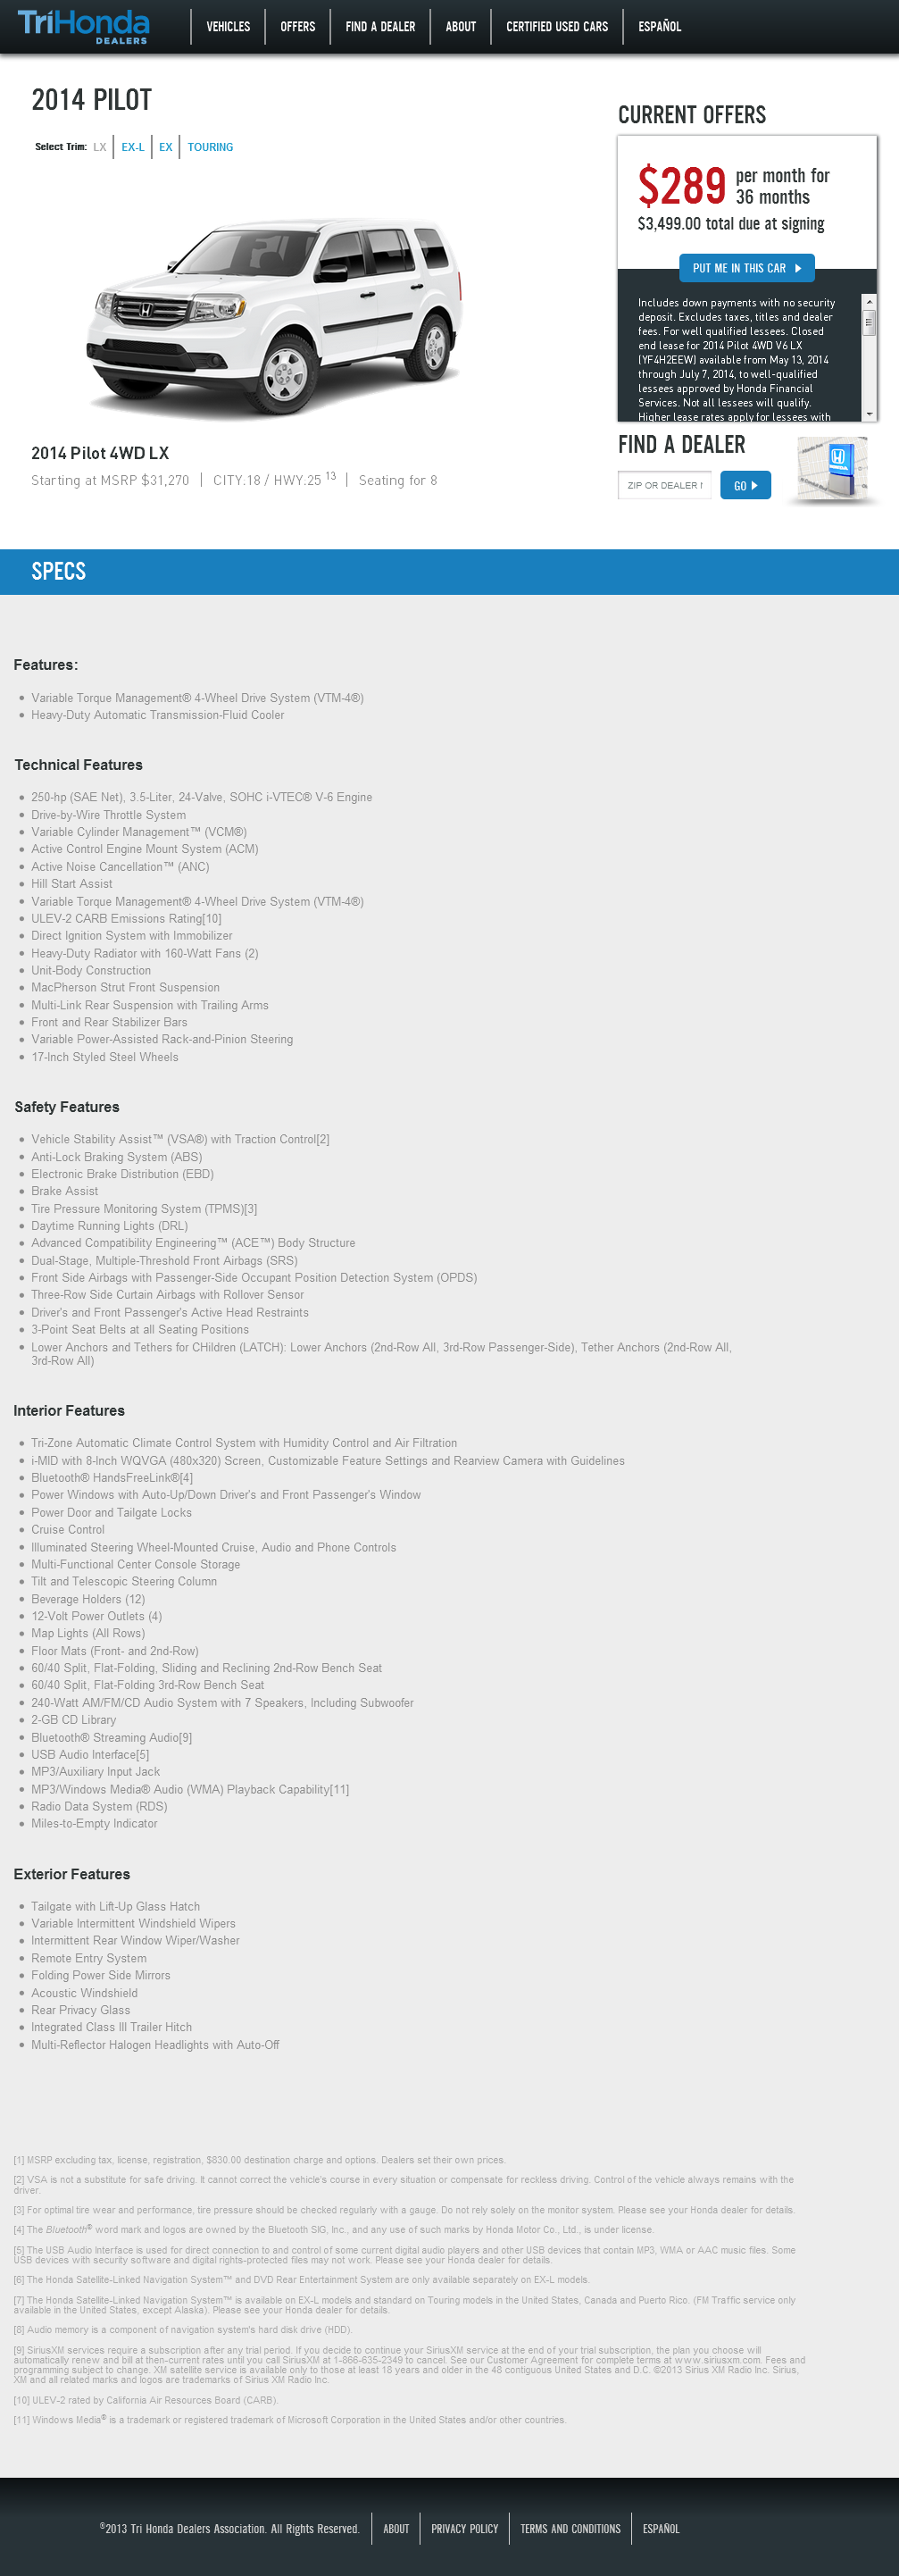 TriHonda
DEALERS
VEHICLES
OFFERS
FIND A DEALER
ABOUT
CERTIFIED USED CARS
ESPAÑOL
2014 PILOT
Select Trim: LX EX-L EX TOURING
2014 Pilot 4WD LX
Starting at MSRP $31,270 | CITY.18 / HWY.25 13 | Seating for 8
CURRENT OFFERS
$289 per month for
36 months
$3,499.00 total due at signing
PUT ME IN THIS CAR
Includes down payments with no security
deposit. Excludes taxes, titles and dealer
fees. For well qualified lessees. Closed
end lease for 2014 Pilot 4WD V6 LX
(YF4H2EEW) available from May 13, 2014
through July 7, 2014, to well-qualified
lessees approved by Honda Financial
Services. Not all lessees will qualify.
Higher lease rates apply for lessees with
FIND A DEALER
ZIP OR DEALER
GO
SPECS
Features:
• Variable Torque Management® 4-Wheel Drive System (VTM-4®)
• Heavy-Duty Automatic Transmission-Fluid Cooler
Technical Features
• 250-hp (SAE Net), 3.5-Liter, 24-Valve, SOHC i-VTEC® V-6 Engine
• Drive-by-Wire Throttle System
• Variable Cylinder Management™ (VCM®)
• Active Control Engine Mount System (ACM)
• Active Noise Cancellation™ (ANC)
• Hill Start Assist
• Variable Torque Management® 4-Wheel Drive System (VTM-4®)
• ULEV-2 CARB Emissions Rating[10]
• Direct Ignition System with Immobilizer
• Heavy-Duty Radiator with 160-Watt Fans (2)
• Unit-Body Construction
• MacPherson Strut Front Suspension
• Multi-Link Rear Suspension with Trailing Arms
• Front and Rear Stabilizer Bars
• Variable Power-Assisted Rack-and-Pinion Steering
• 17-Inch Styled Steel Wheels
Safety Features
• Vehicle Stability Assist™ (VSA®) with Traction Control[2]
• Anti-Lock Braking System (ABS)
• Electronic Brake Distribution (EBD)
• Brake Assist
• Tire Pressure Monitoring System (TPMS)[3]
• Daytime Running Lights (DRL)
• Advanced Compatibility Engineering™ (ACE™) Body Structure
• Dual-Stage, Multiple-Threshold Front Airbags (SRS)
• Front Side Airbags with Passenger-Side Occupant Position Detection System (OPDS)
• Three-Row Side Curtain Airbags with Rollover Sensor
• Driver's and Front Passenger's Active Head Restraints
• 3-Point Seat Belts at all Seating Positions
• Lower Anchors and Tethers for CHildren (LATCH): Lower Anchors (2nd-Row All, 3rd-Row Passenger-Side), Tether Anchors (2nd-Row All,
3rd-Row All)
Interior Features
• Tri-Zone Automatic Climate Control System with Humidity Control and Air Filtration
• i-MID with 8-Inch WQVGA (480x320) Screen, Customizable Feature Settings and Rearview Camera with Guidelines
• Bluetooth® HandsFreeLink®[4]
• Power Windows with Auto-Up/Down Driver's and Front Passenger's Window
• Power Door and Tailgate Locks
• Cruise Control
• Illuminated Steering Wheel-Mounted Cruise, Audio and Phone Controls
• Multi-Functional Center Console Storage
• Tilt and Telescopic Steering Column
• Beverage Holders (12)
• 12-Volt Power Outlets (4)
• Map Lights (All Rows)
• Floor Mats (Front- and 2nd-Row)
• 60/40 Split, Flat-Folding, Sliding and Reclining 2nd-Row Bench Seat
• 60/40 Split, Flat-Folding 3rd-Row Bench Seat
• 240-Watt AM/FM/CD Audio System with 7 Speakers, Including Subwoofer
• 2-GB CD Library
• Bluetooth® Streaming Audio[9]
• USB Audio Interface[5]
• MP3/Auxiliary Input Jack
• MP3/Windows Media® Audio (WMA) Playback Capability[11]
• Radio Data System (RDS)
• Miles-to-Empty Indicator
Exterior Features
• Tailgate with Lift-Up Glass Hatch
• Variable Intermittent Windshield Wipers
• Intermittent Rear Window Wiper/Washer
• Remote Entry System
• Folding Power Side Mirrors
• Acoustic Windshield
• Rear Privacy Glass
• Integrated Class III Trailer Hitch
• Multi-Reflector Halogen Headlights with Auto-Off
[1] MSRP excluding tax, license, registration, $830.00 destination charge and options. Dealers set their own prices.
[2] VSA is not a substitute for safe driving. It cannot correct the vehicle's course in every situation or compensate for reckless driving. Control of the vehicle always remains with the
driver.
[3] For optimal tire wear and performance, tire pressure should be checked regularly with a gauge. Do not rely solely on the monitor system. Please see your Honda dealer for details.
[4] The Bluetooth® word mark and logos are owned by the Bluetooth SIG, Inc., and any use of such marks by Honda Motor Co., Ltd., is under license.
[5] The USB Audio Interface is used for direct connection to and control of some current digital audio players and other USB devices that contain MP3, WMA or AAC music files. Some
USB devices with security software and digital rights-protected files may not work. Please see your Honda dealer for details.
[6] The Honda Satellite-Linked Navigation System™ and DVD Rear Entertainment System are only available separately on EX-L models.
[7] The Honda Satellite-Linked Navigation System™ is available on EX-L models and standard on Touring models in the United States, Canada and Puerto Rico. (FM Traffic service only
available in the United States, except Alaska). Please see your Honda dealer for details.
[8] Audio memory is a component of navigation system's hard disk drive (HDD).
[9] SiriusXM services require a subscription after any trial period. If you decide to continue your SiriusXM service at the end of your trial subscription, the plan you choose will
automatically renew and bill at then-current rates until you call SiriusXM at 1-866-635-2349 to cancel. See our Customer Agreement for complete terms at www.siriusxm.com. Fees and
programming subject to change. XM satellite service is available only to those at least 18 years and older in the 48 contiguous United States and D.C. ©2013 Sirius XM Radio Inc. Sirius,
XM and all related marks and logos are trademarks of Sirius XM Radio Inc.
[10] ULEV-2 rated by California Air Resources Board (CARB).
[11] Windows Media® is a trademark or registered trademark of Microsoft Corporation in the United States and/or other countries.
©2013 Tri Honda Dealers Association. All Rights Reserved.
ABOUT
PRIVACY POLICY
TERMS AND CONDITIONS
ESPAÑOL